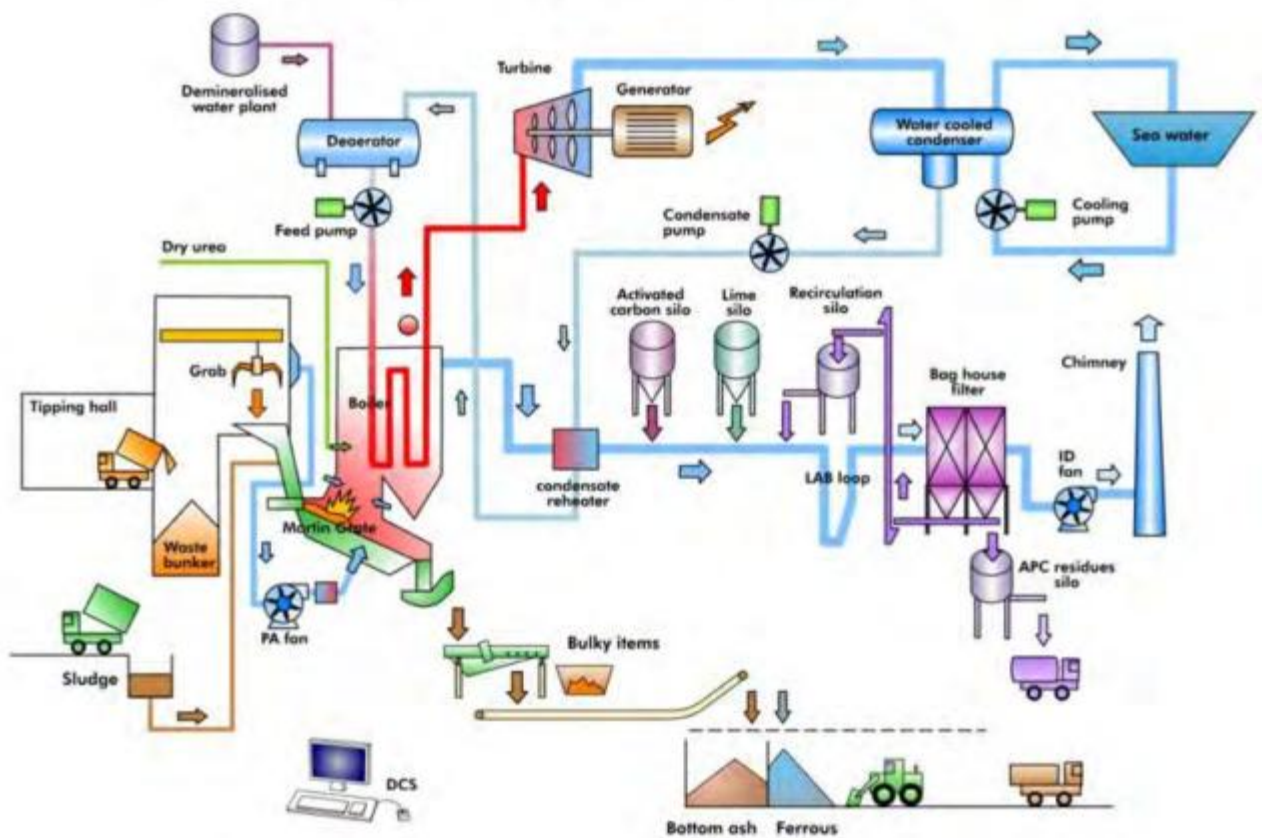 Demineralised
water plant
Turbine
Generator
Deaerator
Water cooled
condenser
Sea water
Feed pump
Condensate
pump
Cooling
pump
Dry urea
Activated
carbon silo
Lime
silo
Recirculation
silo
Grab
Boiler
Bag house
filter
Chimney
Tipping hall
condensate
reheater
LAB loop
ID
fan
Martin Grate
Waste
bunker
APC residues
silo
PA fan
Bulky items
Sludge
DCS
Bottom ash
Ferrous